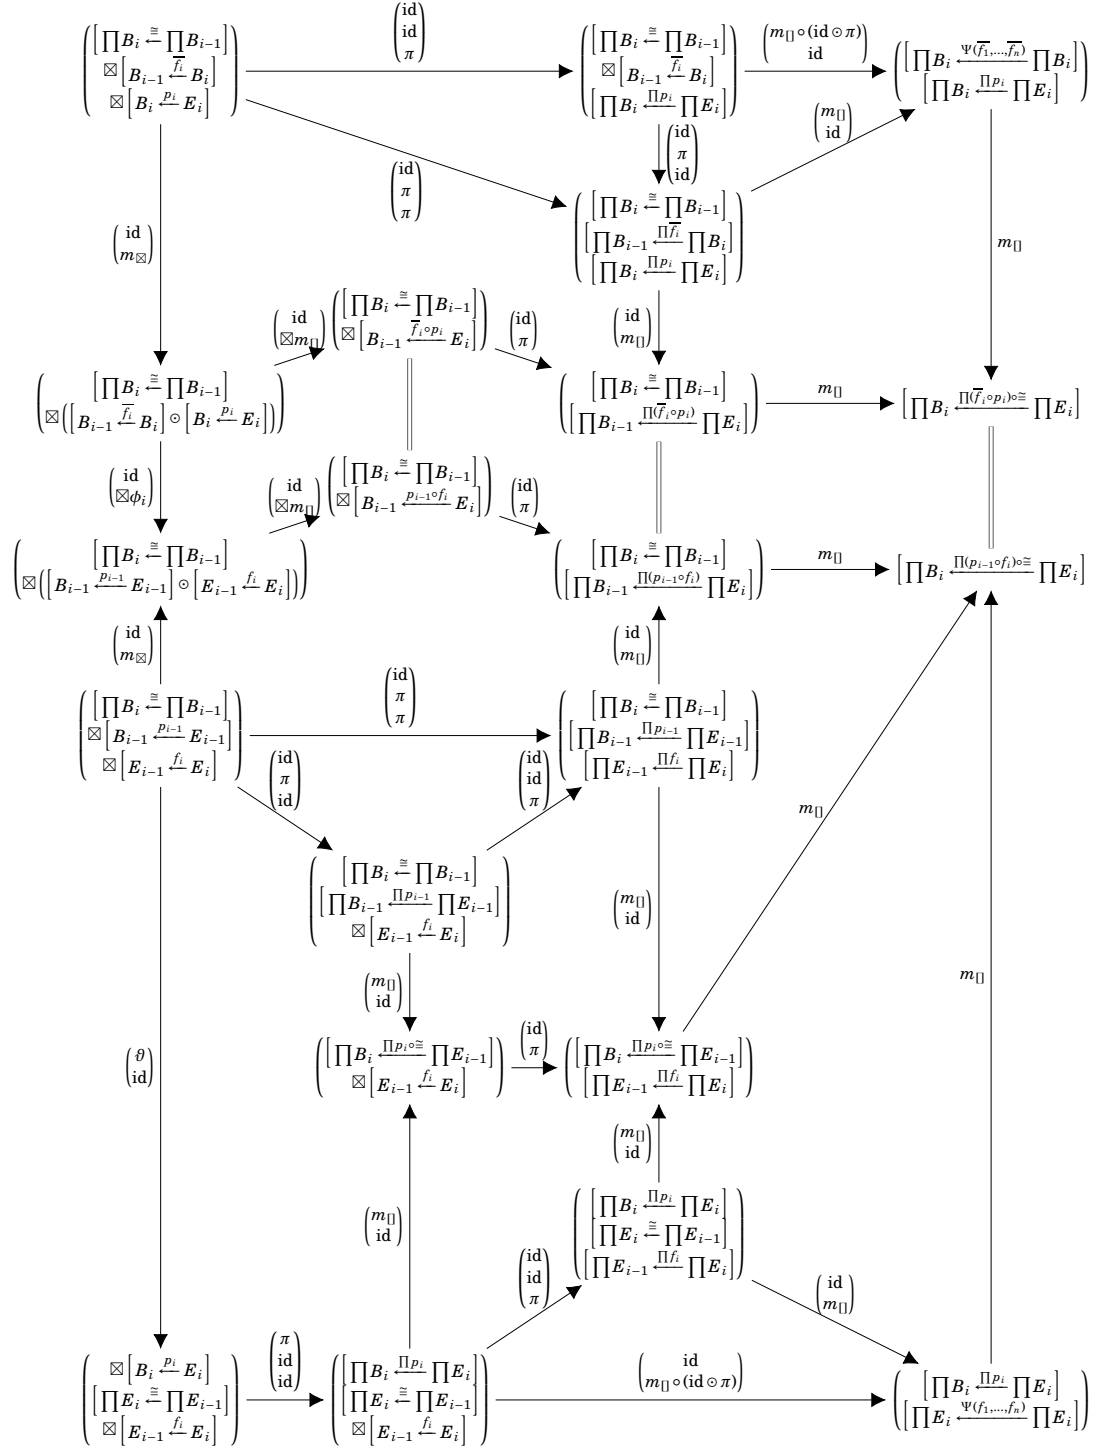 (id id π)
([∏B_i ←≅ ∏B_{i−1}]
⊠[B_{i−1} ←f̄_i B_i]
⊠[B_i ←p_i E_i])
([∏B_i ←≅ ∏B_{i−1}]
⊠[B_{i−1} ←f̄_i B_i]
[∏B_i ←∏p_i ∏E_i])
(m_[] ∘ (id ⊙ π)
id)
([∏B_i ←Ψ(f̄_1,…,f̄_n) ∏B_i]
[∏B_i ←∏p_i ∏E_i])
(id π π)
(id π id)
(m_[] id)
([∏B_i ←≅ ∏B_{i−1}]
[∏B_{i−1} ←∏f̄_i ∏B_i]
[∏B_i ←∏p_i ∏E_i])
(id m_⊠)
m_[]
(id ⊠m_[])
([∏B_i ←≅ ∏B_{i−1}]
⊠[B_{i−1} ←f̄_i∘p_i E_i])
(id π)
(id m_[])
([∏B_i ←≅ ∏B_{i−1}]
⊠([B_{i−1} ←f̄_i B_i] ⊙ [B_i ←p_i E_i]))
([∏B_i ←≅ ∏B_{i−1}]
[∏B_{i−1} ←∏(f̄_i∘p_i) ∏E_i])
m_[]
[∏B_i ←∏(f̄_i∘p_i)∘≅ ∏E_i]
(id ⊠φ_i)
(id ⊠m_[])
([∏B_i ←≅ ∏B_{i−1}]
⊠[B_{i−1} ←p_{i−1}∘f_i E_i])
(id π)
([∏B_i ←≅ ∏B_{i−1}]
⊠([B_{i−1} ←p_{i−1} E_{i−1}] ⊙ [E_{i−1} ←f_i E_i]))
([∏B_i ←≅ ∏B_{i−1}]
[∏B_{i−1} ←∏(p_{i−1}∘f_i) ∏E_i])
m_[]
[∏B_i ←∏(p_{i−1}∘f_i)∘≅ ∏E_i]
(id m_⊠)
(id m_[])
([∏B_i ←≅ ∏B_{i−1}]
⊠[B_{i−1} ←p_{i−1} E_{i−1}]
⊠[E_{i−1} ←f_i E_i])
(id π π)
([∏B_i ←≅ ∏B_{i−1}]
[∏B_{i−1} ←∏p_{i−1} ∏E_{i−1}]
[∏E_{i−1} ←∏f_i ∏E_i])
(id π id)
(id id π)
m_[]
([∏B_i ←≅ ∏B_{i−1}]
[∏B_{i−1} ←∏p_{i−1} ∏E_{i−1}]
⊠[E_{i−1} ←f_i E_i])
(m_[] id)
(m_[] id)
m_[]
(ϑ id)
([∏B_i ←∏p_i∘≅ ∏E_{i−1}]
⊠[E_{i−1} ←f_i E_i])
(id π)
([∏B_i ←∏p_i∘≅ ∏E_{i−1}]
[∏E_{i−1} ←∏f_i ∏E_i])
(m_[] id)
(m_[] id)
([∏B_i ←∏p_i ∏E_i]
[∏E_i ←≅ ∏E_{i−1}]
[∏E_{i−1} ←∏f_i ∏E_i])
(id id π)
(id m_[])
(⊠[B_i ←p_i E_i]
[∏E_i ←≅ ∏E_{i−1}]
⊠[E_{i−1} ←f_i E_i])
(π id id)
([∏B_i ←∏p_i ∏E_i]
[∏E_i ←≅ ∏E_{i−1}]
⊠[E_{i−1} ←f_i E_i])
(id
m_[] ∘ (id ⊙ π))
([∏B_i ←∏p_i ∏E_i]
[∏E_i ←Ψ(f_1,…,f_n) ∏E_i])